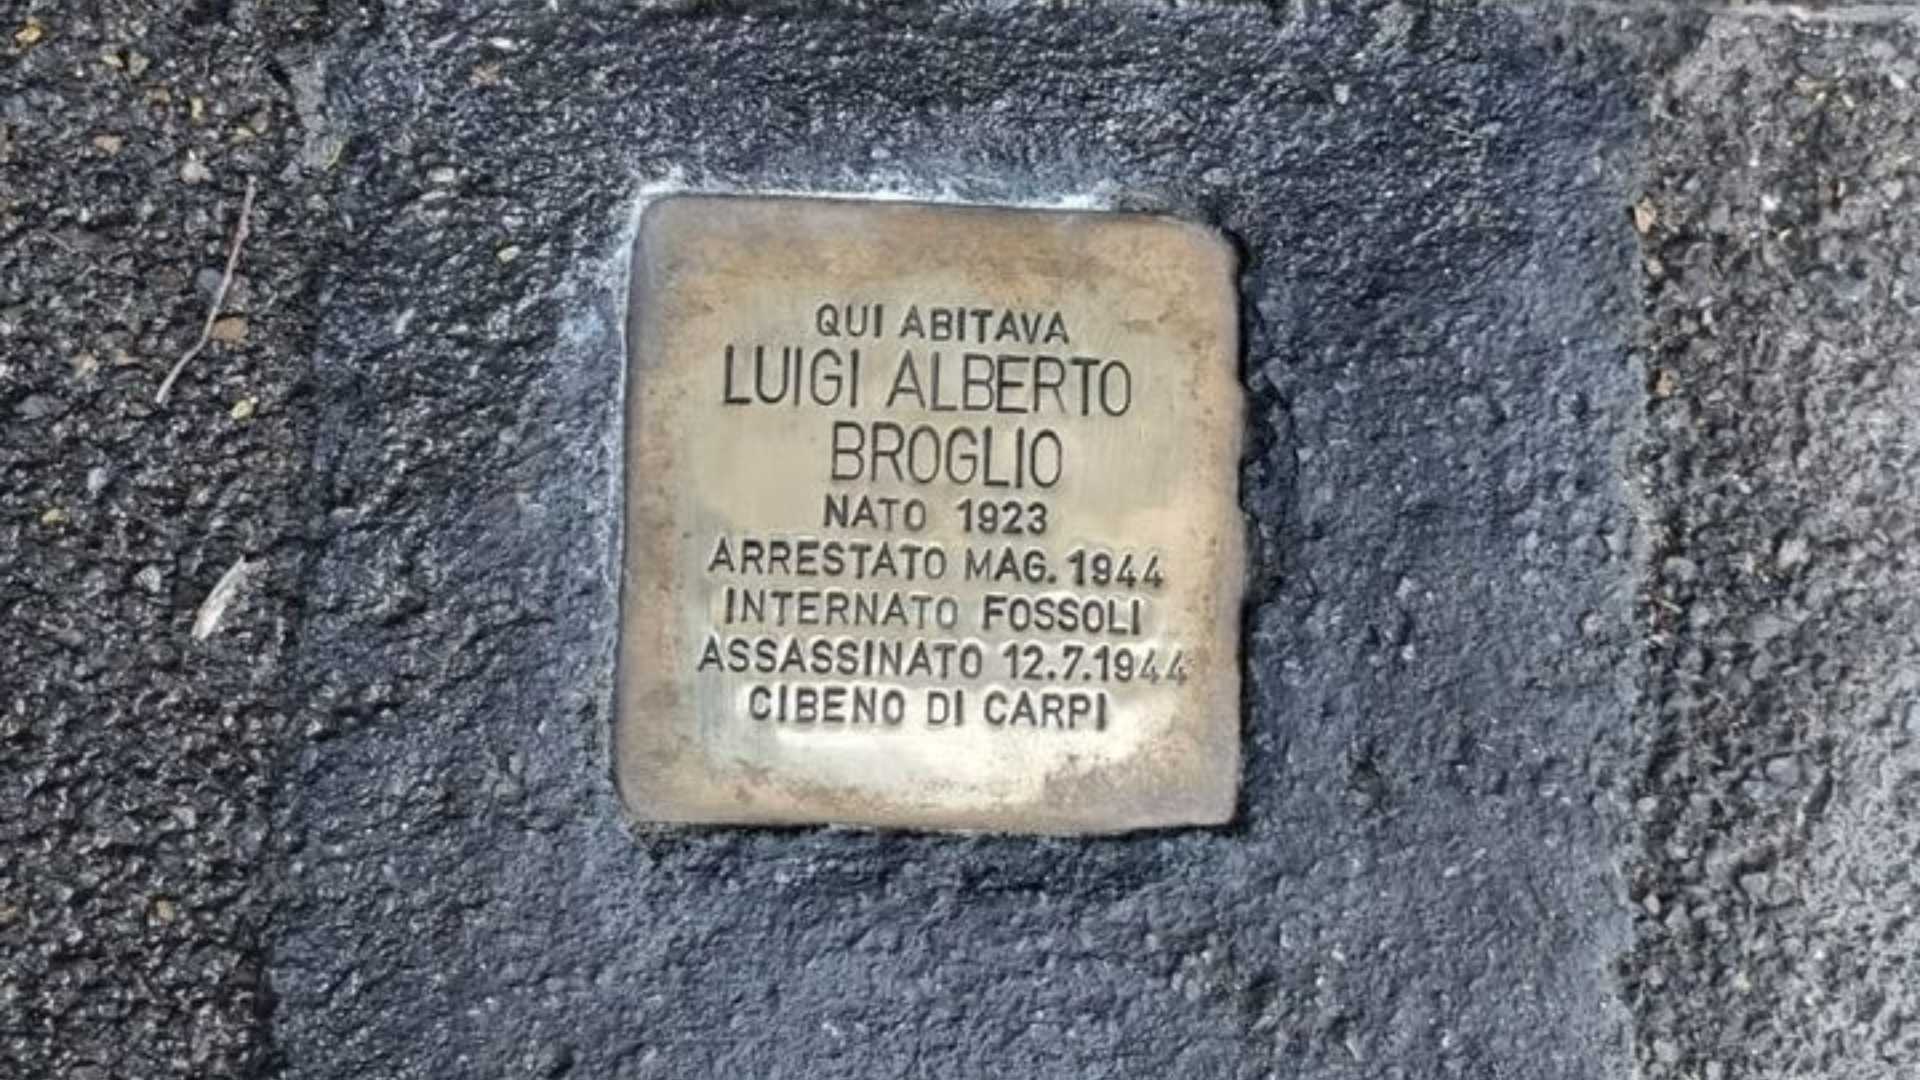 QUI ABITAVA
LUIGI ALBERTO
BROGLIO
NATO 1923
ARRESTATO MAG. 1944
INTERNATO FOSSOLI
ASSASSINATO 12.7.1944
CIBENO DI CARPI